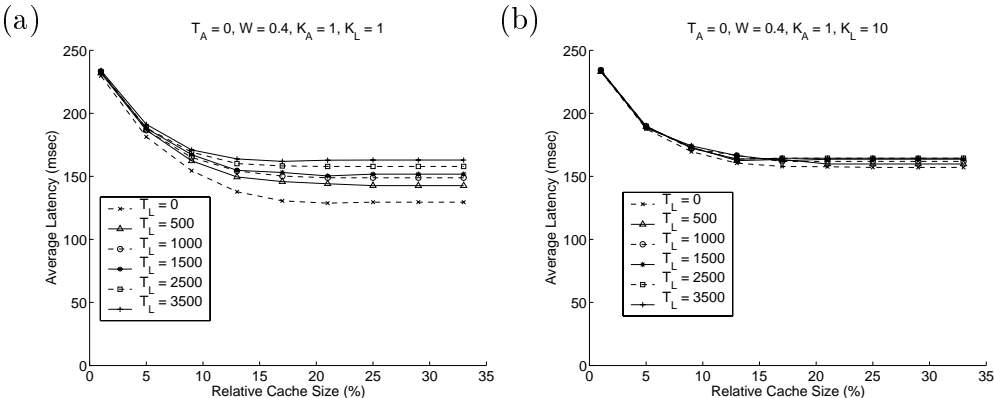 (a)
T_A = 0, W = 0.4, K_A = 1, K_L = 1
250
200
150
100
50
0
Average Latency (msec)
T_L = 0
T_L = 500
T_L = 1000
T_L = 1500
T_L = 2500
T_L = 3500
0 5 10 15 20 25 30 35
Relative Cache Size (%)
(b)
T_A = 0, W = 0.4, K_A = 1, K_L = 10
250
200
150
100
50
0
Average Latency (msec)
T_L = 0
T_L = 500
T_L = 1000
T_L = 1500
T_L = 2500
T_L = 3500
0 5 10 15 20 25 30 35
Relative Cache Size (%)